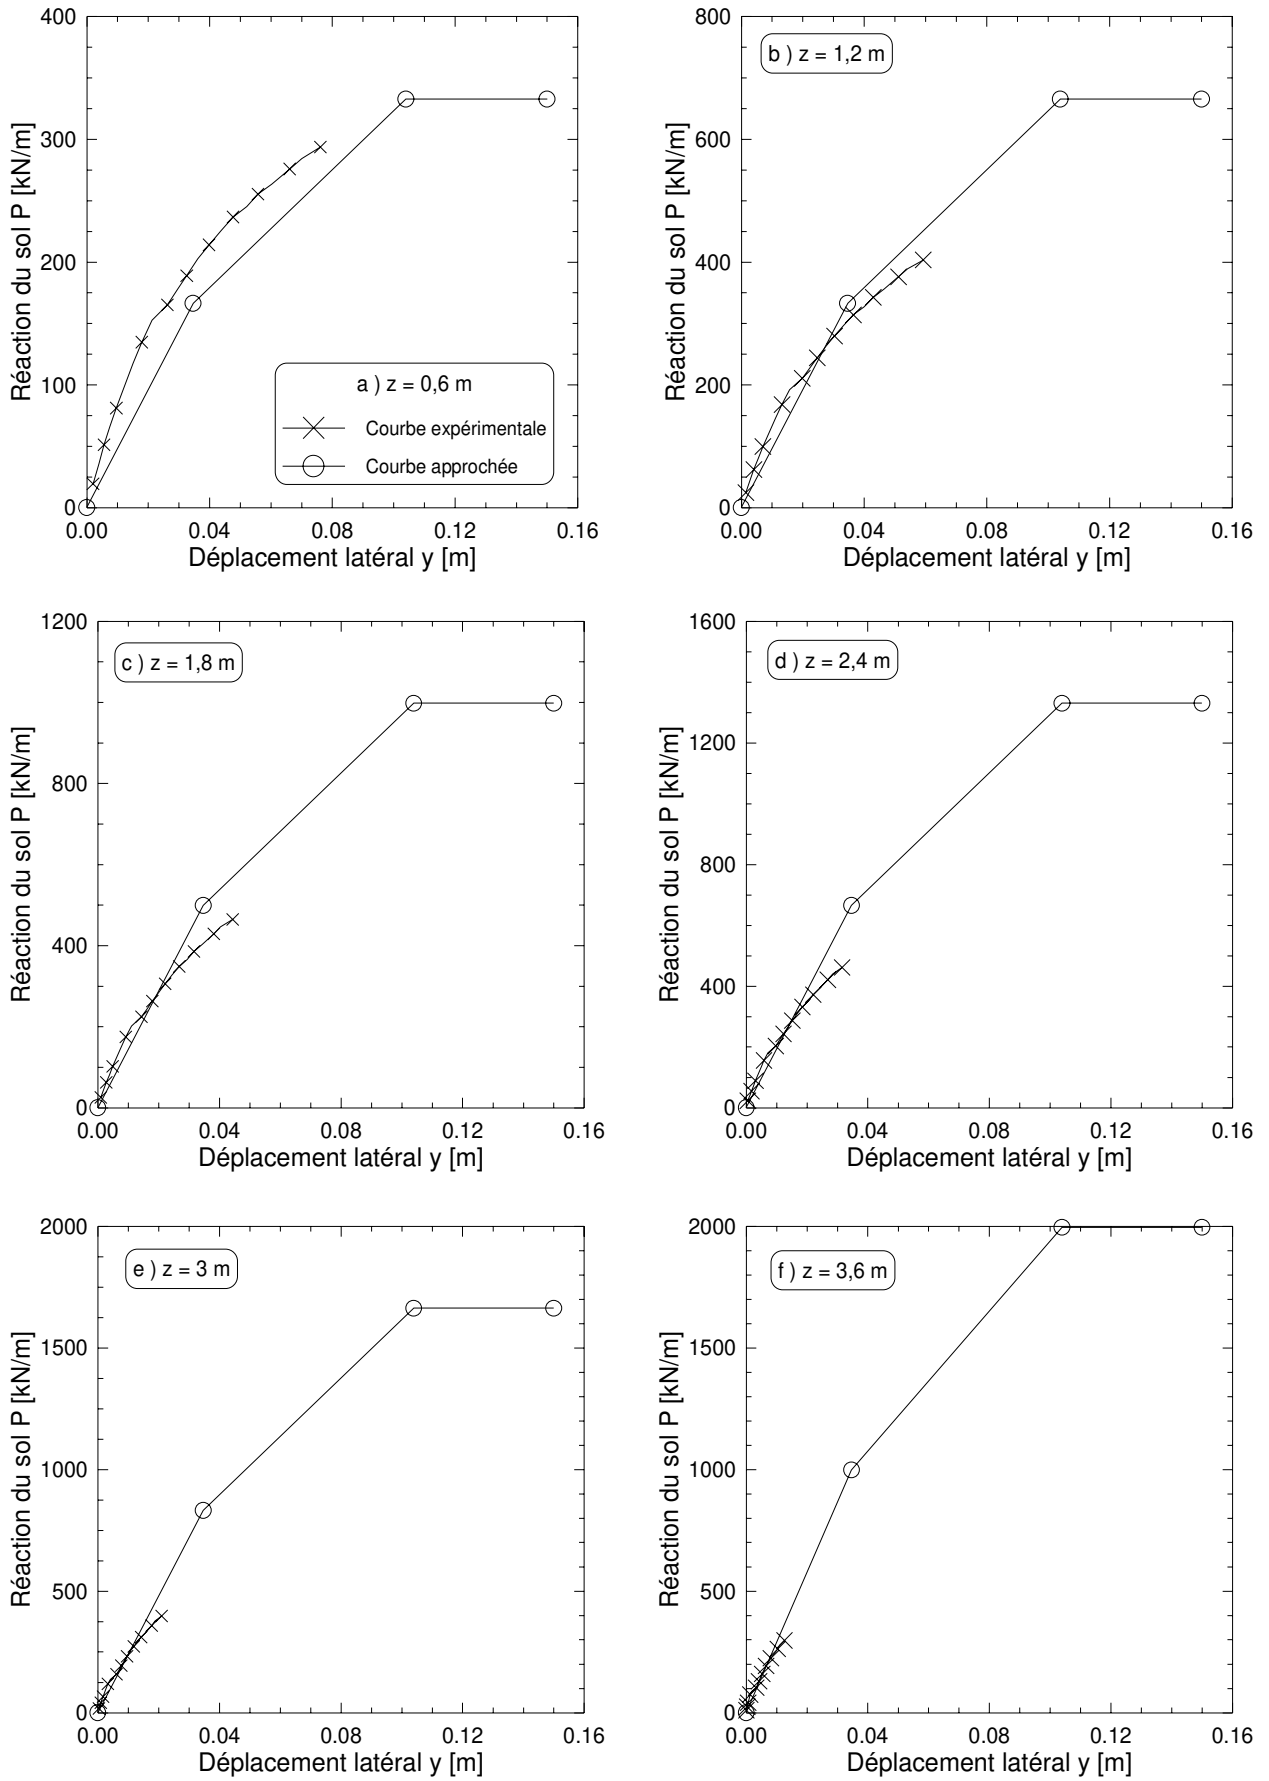 400
300
200
100
0
Réaction du sol P [kN/m]
0.00 0.04 0.08 0.12 0.16
Déplacement latéral y [m]
a ) z = 0,6 m
Courbe expérimentale
Courbe approchée
800
600
400
200
0
Réaction du sol P [kN/m]
0.00 0.04 0.08 0.12 0.16
Déplacement latéral y [m]
b ) z = 1,2 m
1200
800
400
0
Réaction du sol P [kN/m]
0.00 0.04 0.08 0.12 0.16
Déplacement latéral y [m]
c ) z = 1,8 m
1600
1200
800
400
0
Réaction du sol P [kN/m]
0.00 0.04 0.08 0.12 0.16
Déplacement latéral y [m]
d ) z = 2,4 m
2000
1500
1000
500
0
Réaction du sol P [kN/m]
0.00 0.04 0.08 0.12 0.16
Déplacement latéral y [m]
e ) z = 3 m
2000
1500
1000
500
0
Réaction du sol P [kN/m]
0.00 0.04 0.08 0.12 0.16
Déplacement latéral y [m]
f ) z = 3,6 m